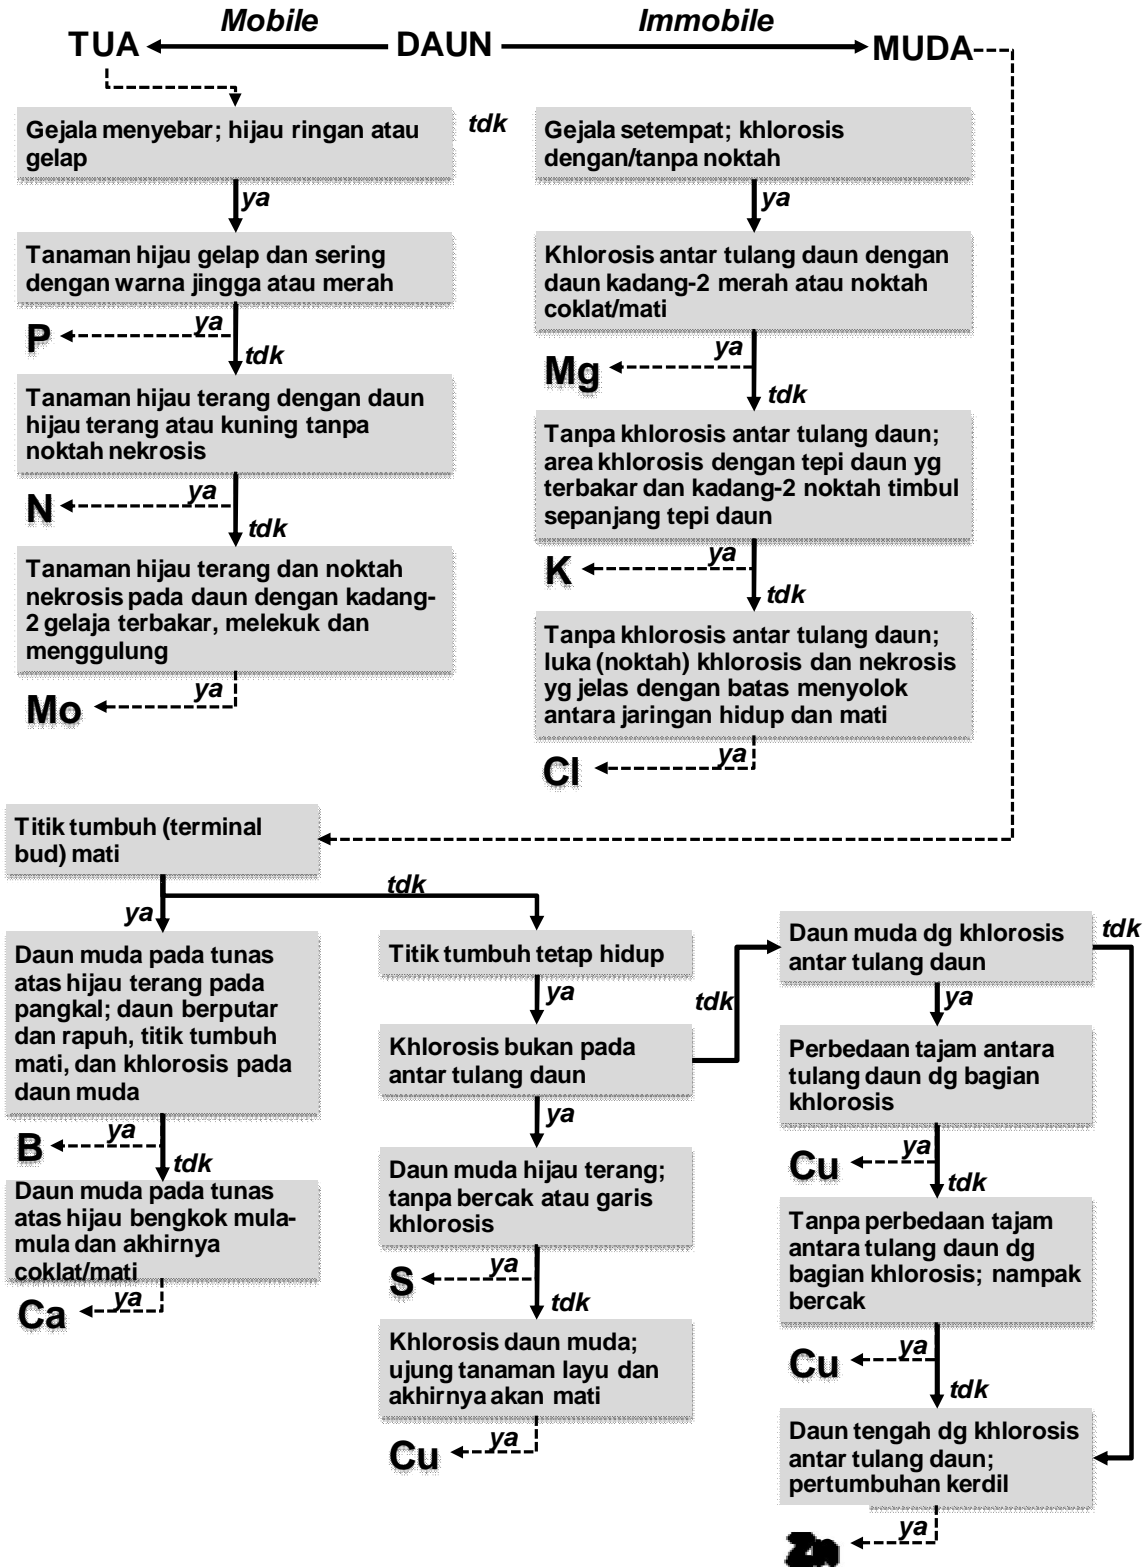 Mobile
Immobile
TUA
DAUN
MUDA
Gejala menyebar; hijau ringan atau
gelap
tdk
Gejala setempat; khlorosis
dengan/tanpa noktah
ya
ya
Tanaman hijau gelap dan sering
dengan warna jingga atau merah
Khlorosis antar tulang daun dengan
daun kadang-2 merah atau noktah
coklat/mati
ya
P
tdk
ya
Mg
tdk
Tanaman hijau terang dengan daun
hijau terang atau kuning tanpa
noktah nekrosis
Tanpa khlorosis antar tulang daun;
area khlorosis dengan tepi daun yg
terbakar dan kadang-2 noktah timbul
sepanjang tepi daun
ya
N
tdk
ya
K
tdk
Tanaman hijau terang dan noktah
nekrosis pada daun dengan kadang-
2 gelaja terbakar, melekuk dan
menggulung
Tanpa khlorosis antar tulang daun;
luka (noktah) khlorosis dan nekrosis
yg jelas dengan batas menyolok
antara jaringan hidup dan mati
ya
Mo
ya
Cl
Titik tumbuh (terminal
bud) mati
tdk
ya
Daun muda pada tunas
atas hijau terang pada
pangkal; daun berputar
dan rapuh, titik tumbuh
mati, dan khlorosis pada
daun muda
ya
B
tdk
Daun muda pada tunas
atas hijau bengkok mula-
mula dan akhirnya
coklat/mati
ya
Ca
Titik tumbuh tetap hidup
ya
tdk
Khlorosis bukan pada
antar tulang daun
ya
Daun muda hijau terang;
tanpa bercak atau garis
khlorosis
ya
S
tdk
Khlorosis daun muda;
ujung tanaman layu dan
akhirnya akan mati
ya
Cu
Daun muda dg khlorosis
antar tulang daun
tdk
ya
Perbedaan tajam antara
tulang daun dg bagian
khlorosis
ya
Cu
tdk
Tanpa perbedaan tajam
antara tulang daun dg
bagian khlorosis; nampak
bercak
ya
Cu
tdk
Daun tengah dg khlorosis
antar tulang daun;
pertumbuhan kerdil
ya
Zn